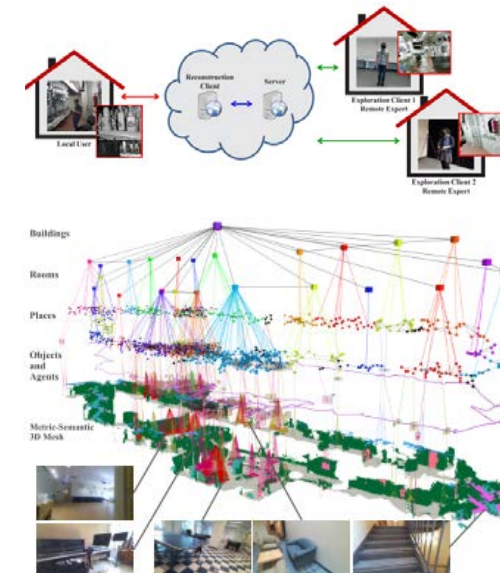 Reconstruction
Client
Server
Local User
Exploration Client 1
Remote Expert
Exploration Client 2
Remote Expert
Buildings
Rooms
Places
Objects
and
Agents
Metric-Semantic
3D Mesh